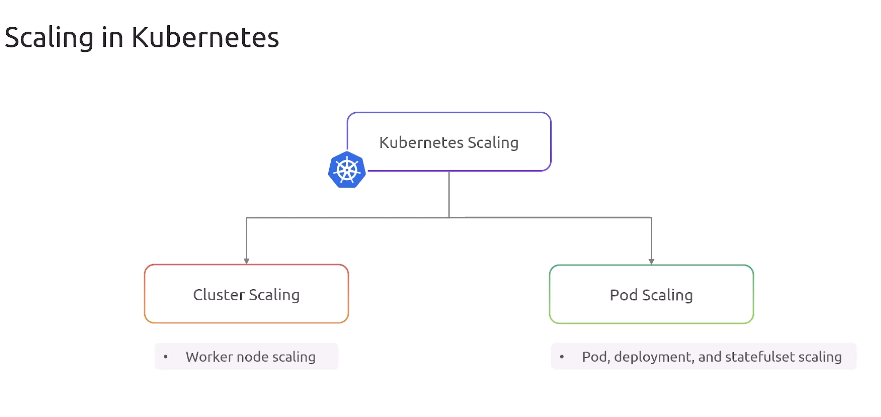 Scaling in Kubernetes
Kubernetes Scaling
Cluster Scaling
Pod Scaling
• Worker node scaling
• Pod, deployment, and statefulset scaling